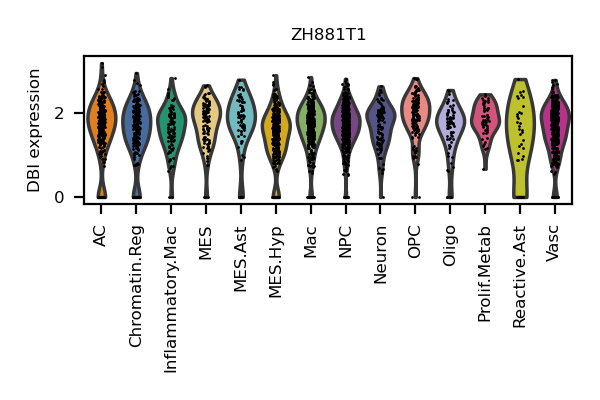 ZH881T1
DBI expression
2
0
AC
Chromatin.Reg
Inflammatory.Mac
MES
MES.Ast
MES.Hyp
Mac
NPC
Neuron
OPC
Oligo
Prolif.Metab
Reactive.Ast
Vasc